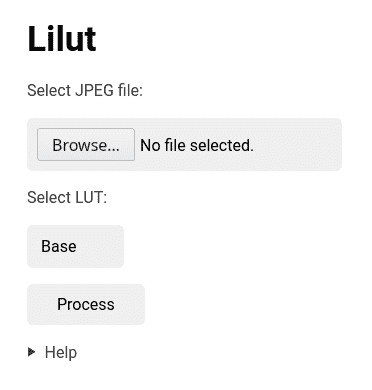 Lilut
Select JPEG file:
Browse... No file selected.
Select LUT:
Base
Process
Help